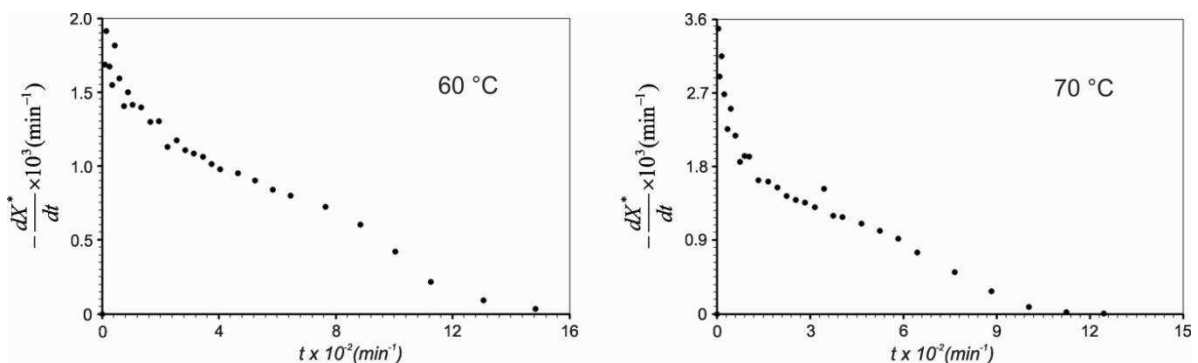 2.0
1.5
1.0
0.5
0
60 °C
-dX*/dt ×10³(min⁻¹)
0 4 8 12 16
t x 10⁻²(min⁻¹)
3.6
2.7
1.8
0.9
0
70 °C
-dX*/dt ×10³(min⁻¹)
0 3 6 9 12 15
t x 10⁻²(min⁻¹)